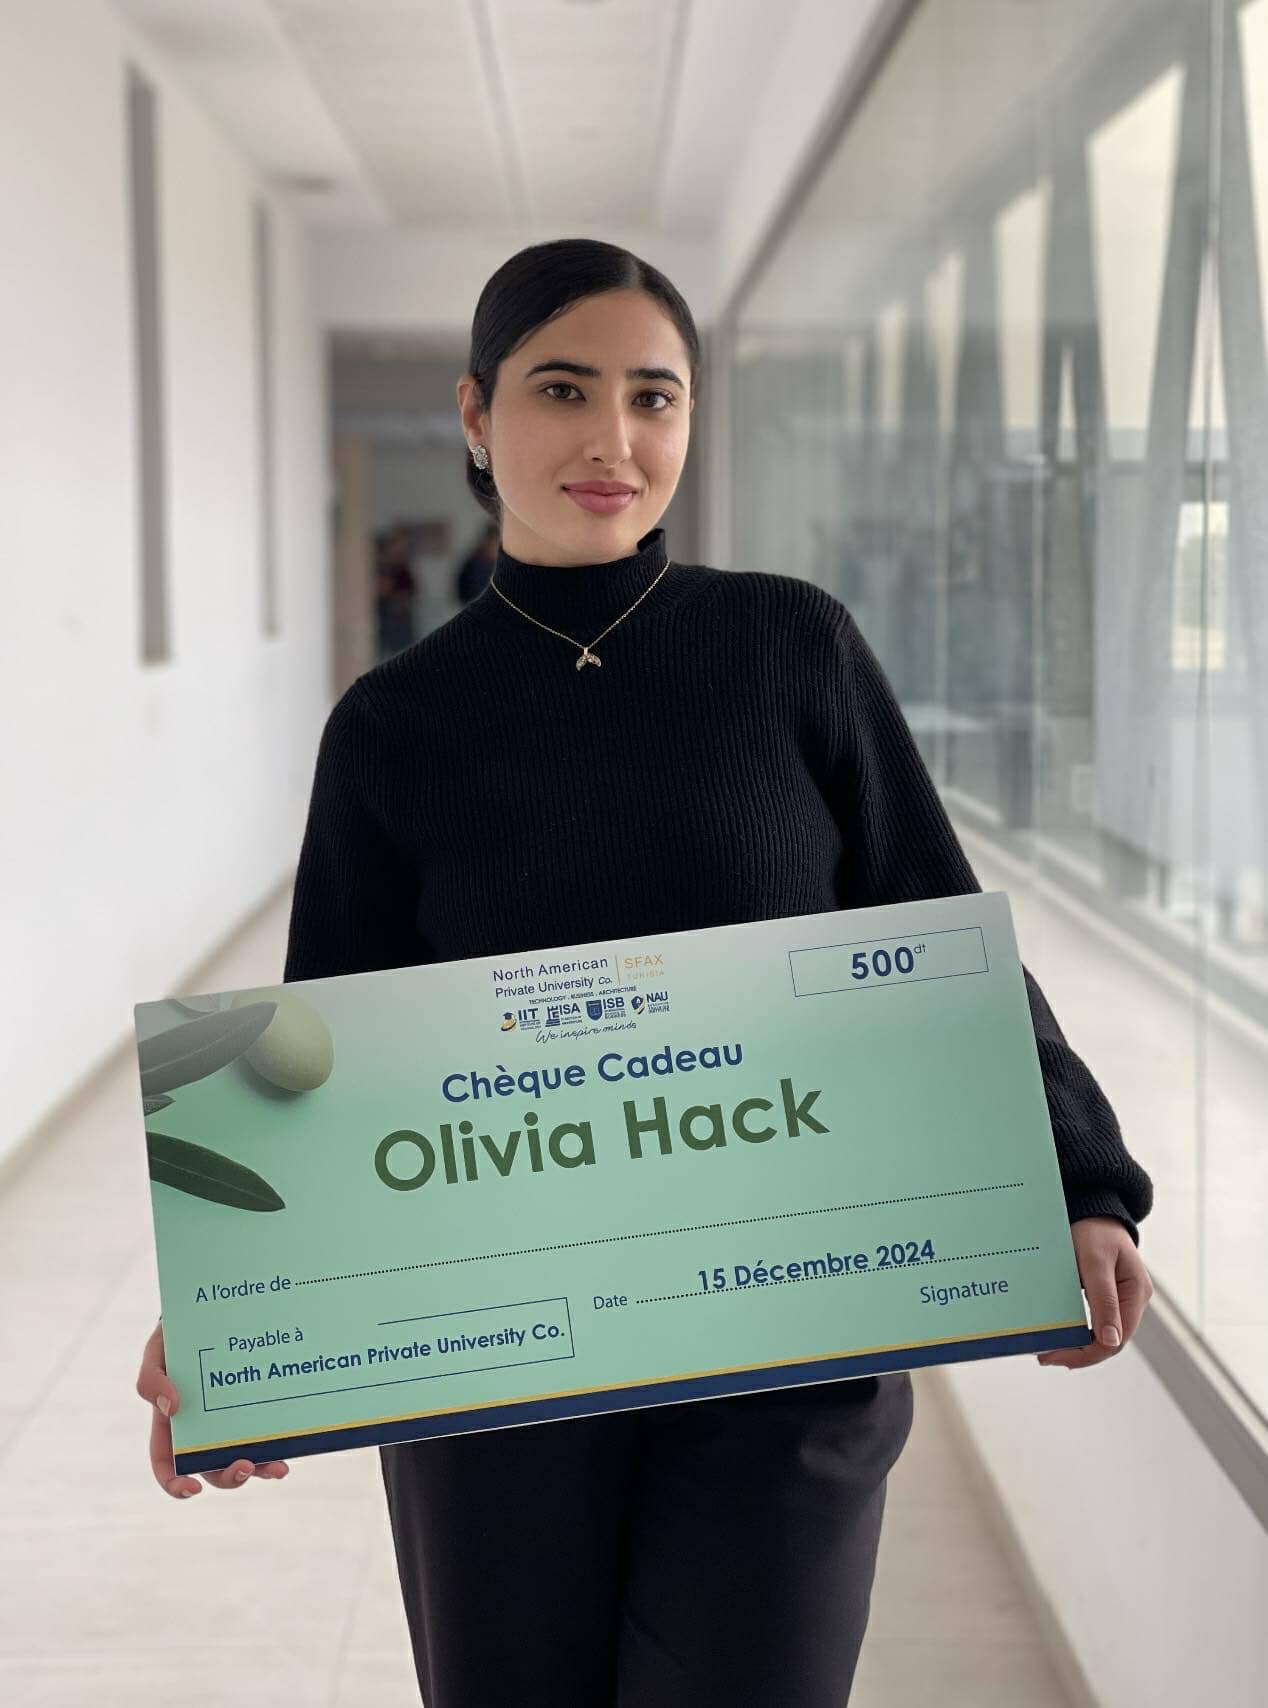 North American
Private University Co.
SFAX
TUNISIA
TECHNOLOGY . BUSINESS . ARCHITECTURE
IIT
ISA
ISB
NAU
We inspire minds
500dt
Chèque Cadeau
Olivia Hack
A l'ordre de
Date 15 Décembre 2024
Payable à
Signature
North American Private University Co.